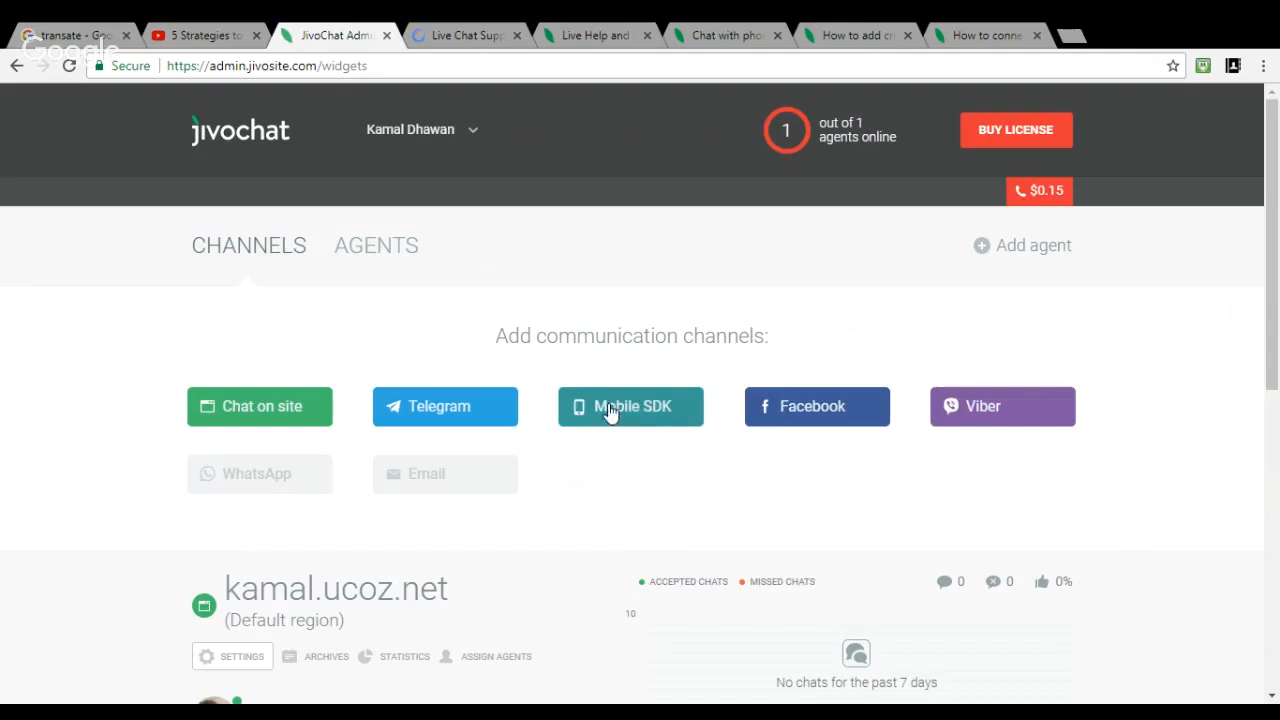 transate - Goo
5 Strategies to
JivoChat Admi
Live Chat Supp
Live Help and
Chat with pho
How to add cr
How to conne
Google
Secure
https://admin.jivosite.com/widgets
jivochat
Kamal Dhawan
1
out of 1
agents online
BUY LICENSE
$0.15
CHANNELS
AGENTS
Add agent
Add communication channels:
Chat on site
Telegram
Mobile SDK
Facebook
Viber
WhatsApp
Email
kamal.ucoz.net
(Default region)
ACCEPTED CHATS
MISSED CHATS
0
0
0%
10
SETTINGS
ARCHIVES
STATISTICS
ASSIGN AGENTS
No chats for the past 7 days